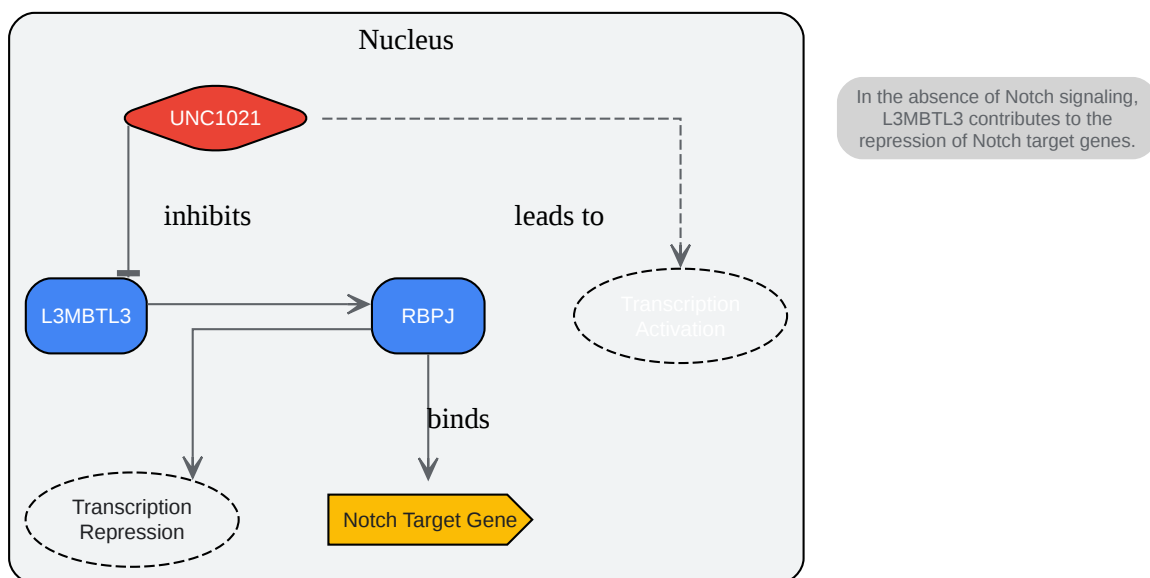 Nucleus
UNC1021
In the absence of Notch signaling,
L3MBTL3 contributes to the
repression of Notch target genes.
inhibits
leads to
L3MBTL3
RBPJ
Transcription
Activation
binds
Transcription
Repression
Notch Target Gene